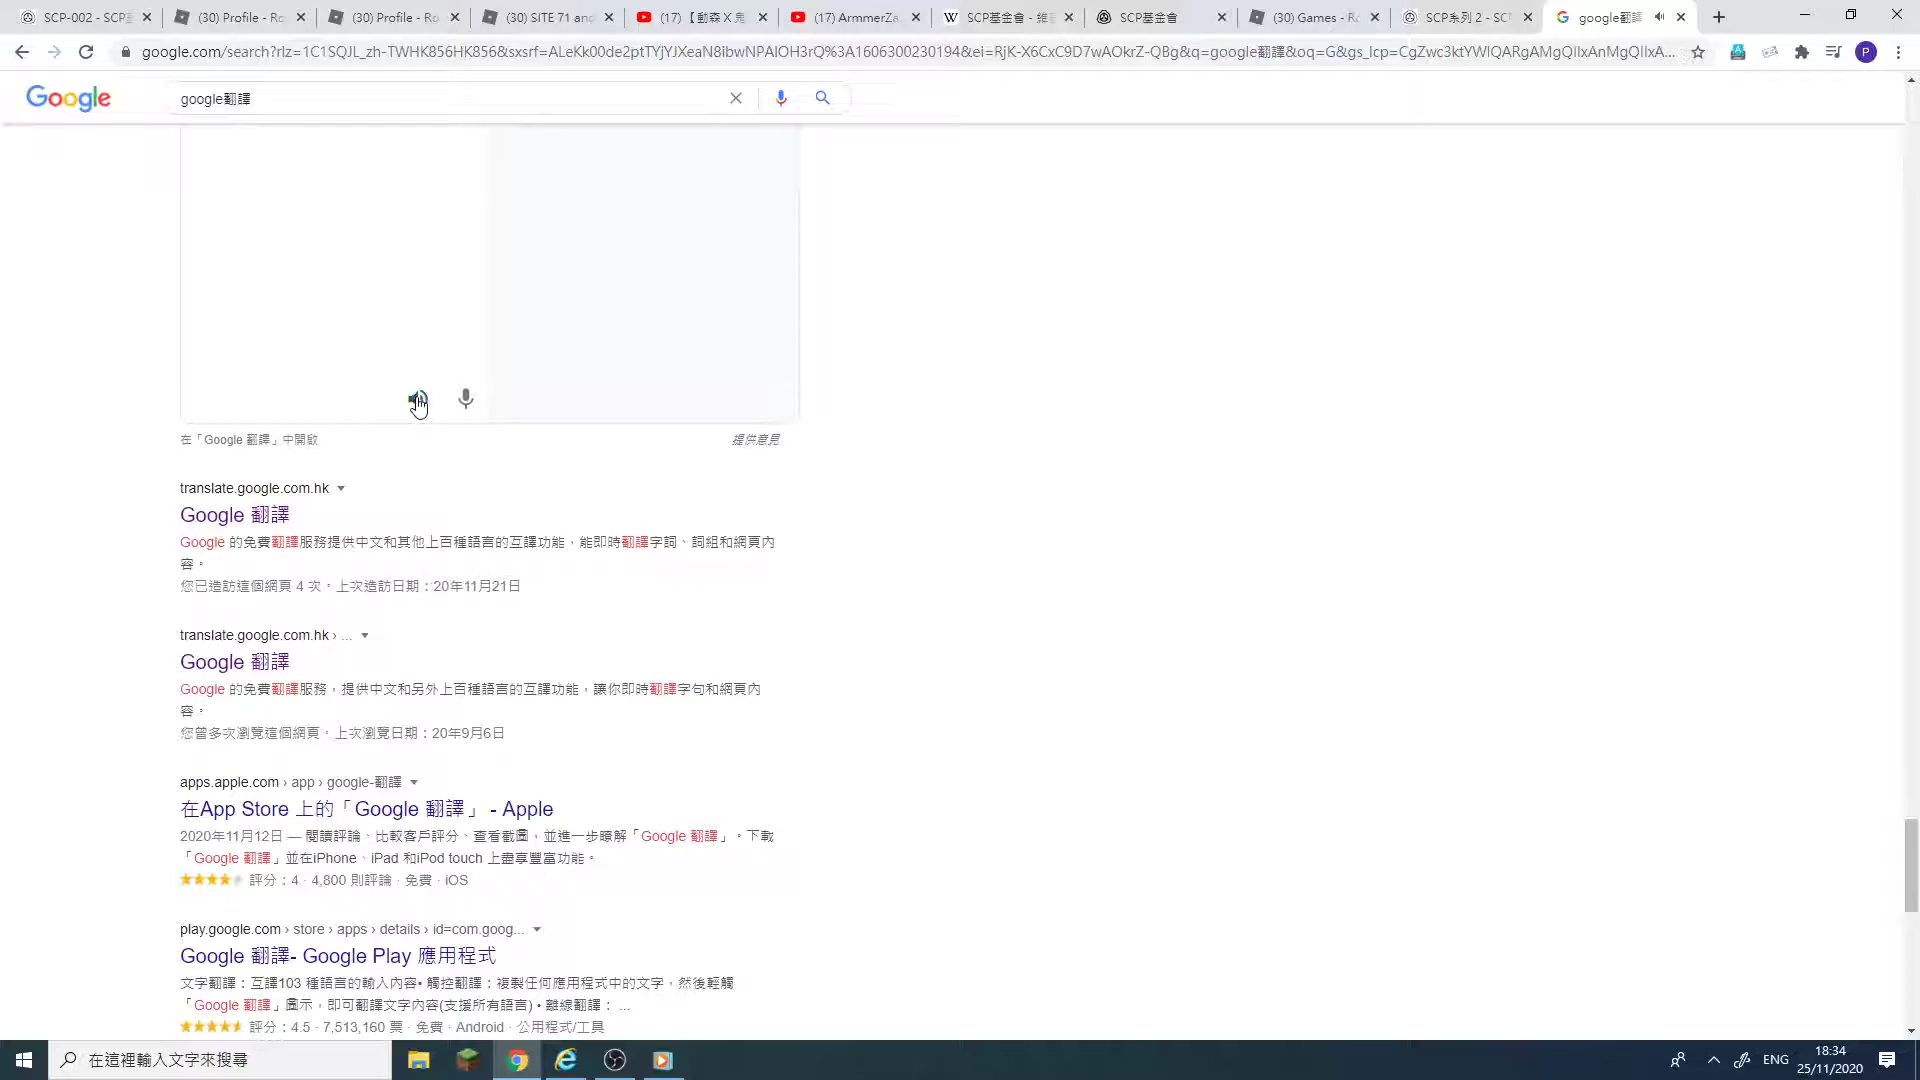 SCP-002 - SCP
(30) Profile - Ro
(30) Profile - Ro
(30) SITE 71 and
(17) 【動森X鬼
(17) ArmmerZa
SCP基金會 - 維
SCP基金會
(30) Games - Ro
SCP系列 2 - SC
google翻譯
google.com/search?rlz=1C1SQJL_zh-TWHK856HK856&sxsrf=ALeKk00de2ptTYjYJXeaN8ibwNPAIOH3rQ%3A1606300230194&ei=RjK-X6CxC9D7wAOkrZ-QBg&q=google翻譯&oq=G&gs_lcp=CgZwc3ktYWIQARgAMgQIIxAnMgQIIxA...
P
Google
google翻譯
在「Google 翻譯」中開啟
提供意見
translate.google.com.hk
Google 翻譯
Google 的免費翻譯服務提供中文和其他上百種語言的互譯功能，能即時翻譯字詞、詞組和網頁內
容。
您已造訪這個網頁 4 次。上次造訪日期：20年11月21日
translate.google.com.hk › ...
Google 翻譯
Google 的免費翻譯服務，提供中文和另外上百種語言的互譯功能，讓你即時翻譯字句和網頁內
容。
您曾多次瀏覽這個網頁。上次瀏覽日期：20年9月6日
apps.apple.com › app › google-翻譯
在App Store 上的「Google 翻譯」 - Apple
2020年11月12日 — 閱讀評論、比較客戶評分、查看截圖，並進一步瞭解「Google 翻譯」。下載
「Google 翻譯」並在iPhone、iPad 和iPod touch 上盡享豐富功能。
評分：4 · 4,800 則評論 · 免費 · iOS
play.google.com › store › apps › details › id=com.goog...
Google 翻譯- Google Play 應用程式
文字翻譯：互譯103 種語言的輸入內容• 觸控翻譯：複製任何應用程式中的文字，然後輕觸
「Google 翻譯」圖示，即可翻譯文字內容(支援所有語言) • 離線翻譯： ...
評分：4.5 · 7,513,160 票 · 免費 · Android · 公用程式/工具
在這裡輸入文字來搜尋
ENG
18:34
25/11/2020